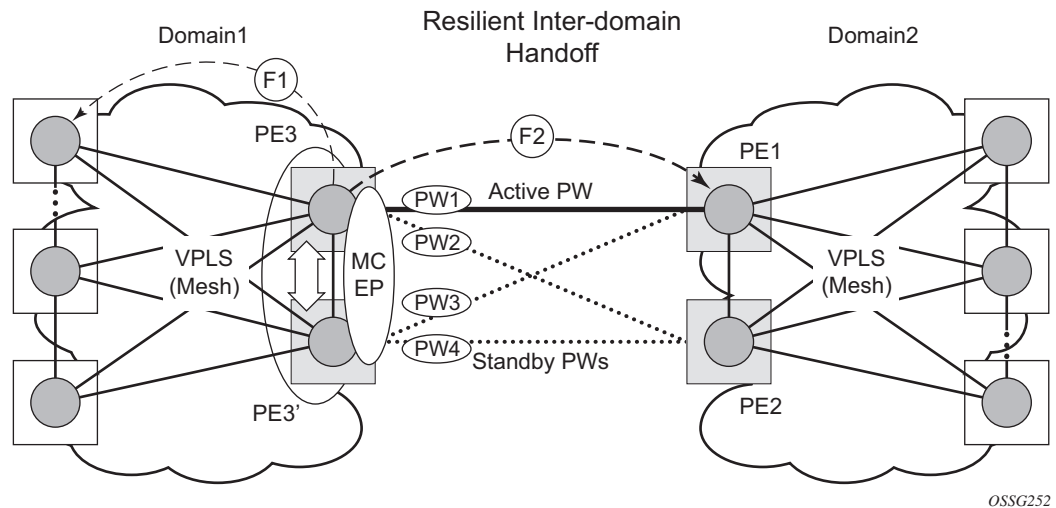 Resilient Inter-domain
Handoff
Domain1
Domain2
F1
PE3
F2
PE1
PW1
Active PW
PW2
VPLS
(Mesh)
MC
EP
VPLS
(Mesh)
PW3
PW4
Standby PWs
PE3’
PE2
OSSG252